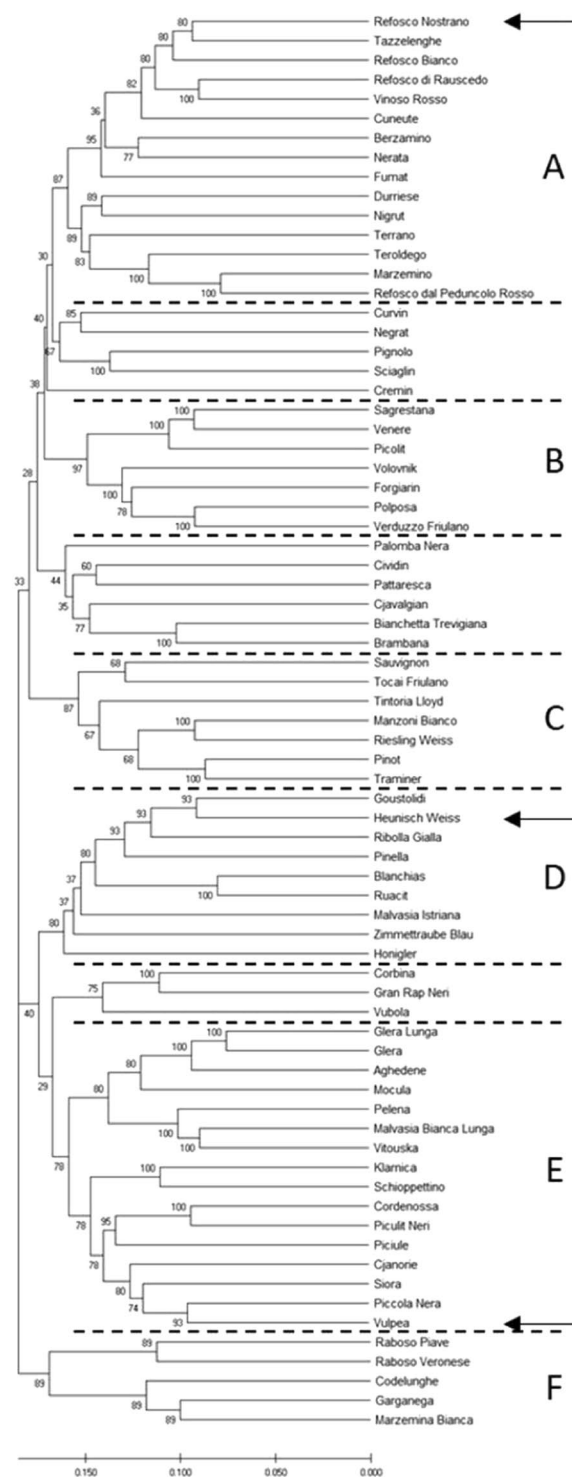 80 Refosco Nostrano
80 Tazzelenghe
80 Refosco Bianco
82 Refosco di Rauscedo
100 Vinoso Rosso
36 Cuneute
95 Berzamino
77 Nerata
Fumat
A
87 89 Durriese
Nigrut
89 Terrano
83 Teroldego
30 100 Marzemino
100 Refosco dal Peduncolo Rosso
40 85 Curvin
67 Negrat
Pignolo
100 Sciaglin
38 Cremin
100 Sagrestana
100 Venere
Picolit
97 Volovnik
B
28 100 Forgiarin
78 Polposa
100 Verduzzo Friulano
Palomba Nera
60 Cividin
33 44 Pattaresca
35 Cjavalgian
77 Bianchetta Trevigiana
100 Brambana
68 Sauvignon
Tocai Friulano
87 Tintoria Lloyd
C
67 100 Manzoni Bianco
Riesling Weiss
68 Pinot
100 Traminer
93 Goustolidi
93 Heunisch Weiss
93 Ribolla Gialla
80 Pinella
37 Blanchias
D
100 Ruacit
37 Malvasia Istriana
80 Zimmettraube Blau
Honigler
100 Corbina
75 Gran Rap Neri
40 Vubola
100 Glera Lunga
100 Glera
29 80 Aghedene
80 Mocula
Pelena
100 Malvasia Bianca Lunga
100 Vitouska
78 100 Klarnica
E
Schioppettino
100 Cordenossa
78 95 Piculit Neri
Piciule
78 Cjanorie
80 Siora
74 Piccola Nera
93 Vulpea
89 Raboso Piave
Raboso Veronese
89 Codelunghe
F
Garganega
89 Marzemina Bianca
0.150 0.100 0.050 0.000